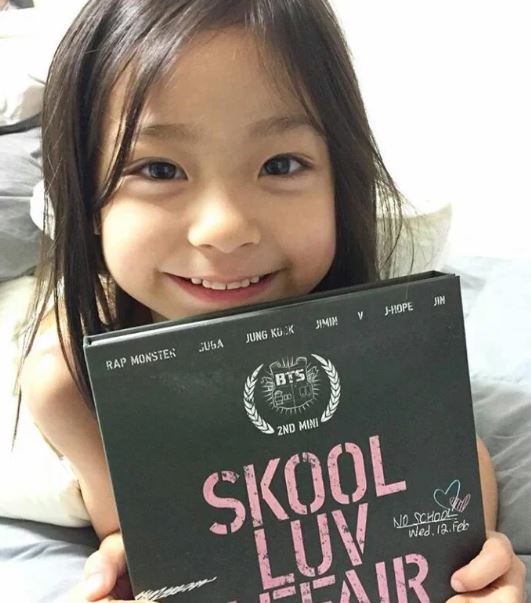 RAP MONSTER SUGA JUNG KOOK JIMIN V J-HOPE JIN
BTS
2ND MINI
SKOOL
LUV
AFFAIR
NO SCHOOL
Wed. 12. Feb